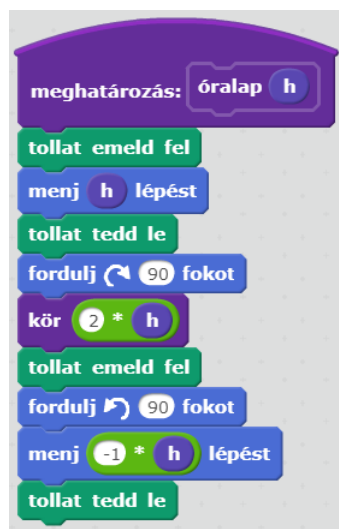 meghatározás: óralap h
tollat emeld fel
menj h lépést
tollat tedd le
fordulj 90 fokot
kör 2 * h
tollat emeld fel
fordulj 90 fokot
menj -1 * h lépést
tollat tedd le